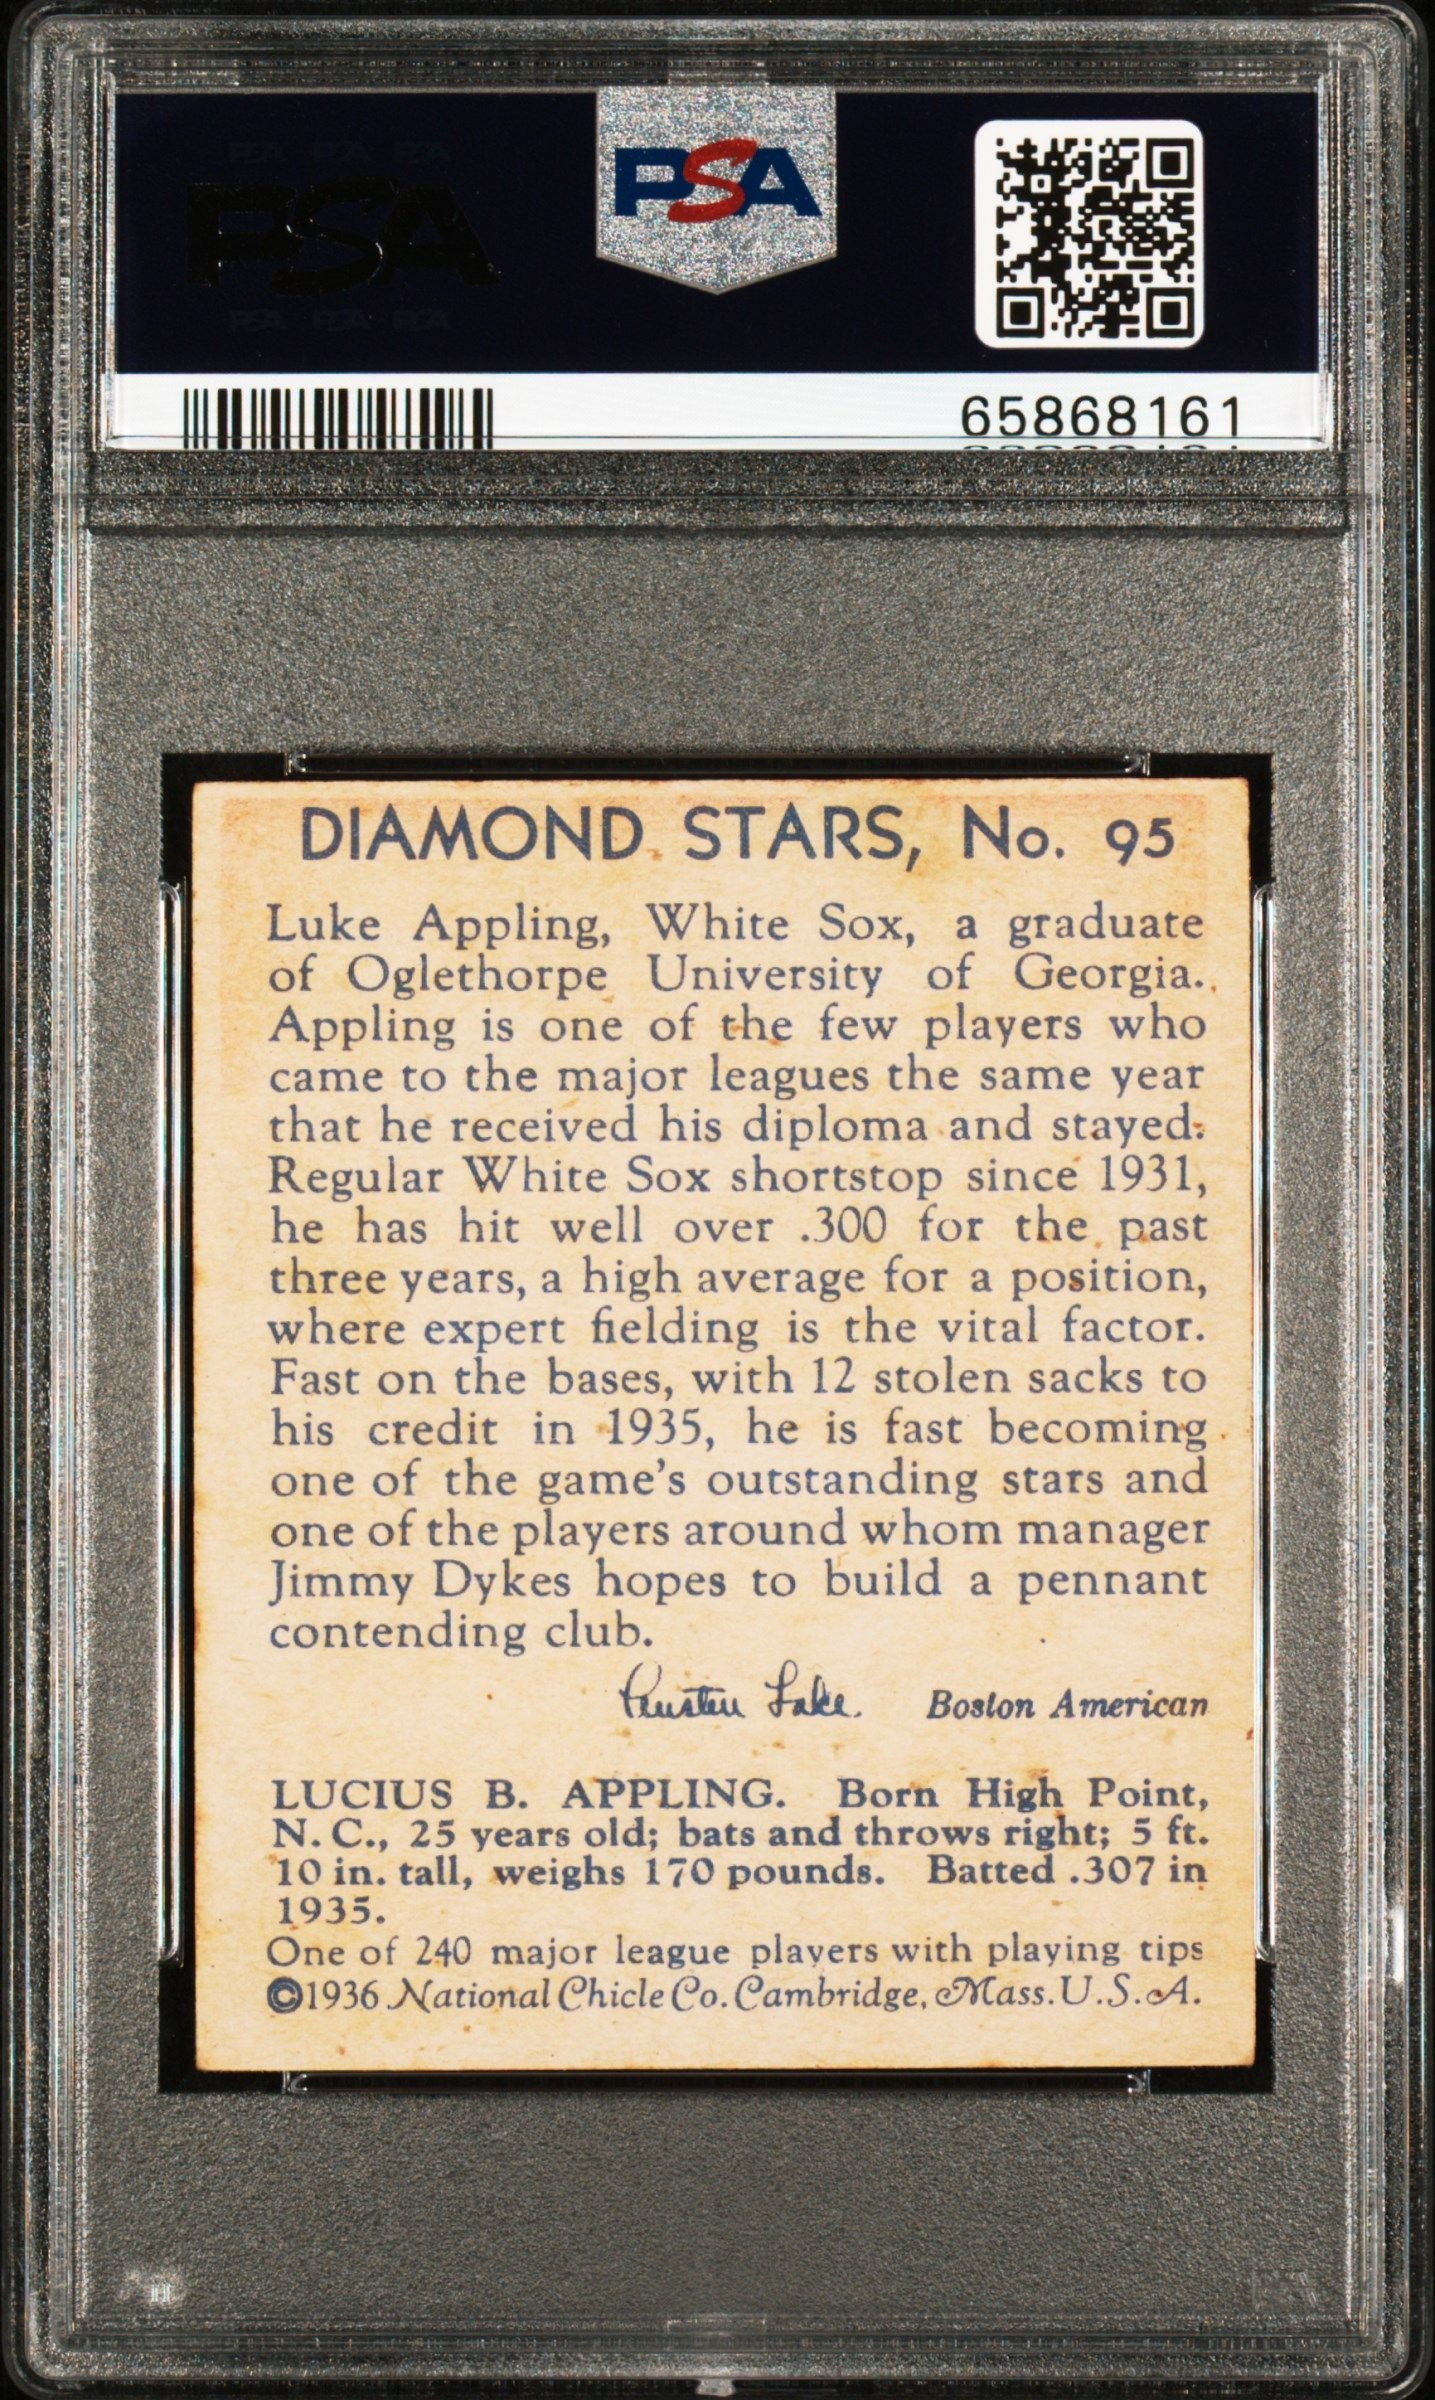 PSA
PSA
65868161
DIAMOND STARS, No. 95
Luke Appling, White Sox, a graduate
of Oglethorpe University of Georgia.
Appling is one of the few players who
came to the major leagues the same year
that he received his diploma and stayed.
Regular White Sox shortstop since 1931,
he has hit well over .300 for the past
three years, a high average for a position,
where expert fielding is the vital factor.
Fast on the bases, with 12 stolen sacks to
his credit in 1935, he is fast becoming
one of the game's outstanding stars and
one of the players around whom manager
Jimmy Dykes hopes to build a pennant
contending club.
Austen Lake. Boston American
LUCIUS B. APPLING. Born High Point,
N. C., 25 years old; bats and throws right; 5 ft.
10 in. tall, weighs 170 pounds. Batted .307 in
1935.
One of 240 major league players with playing tips
©1936 National Chicle Co. Cambridge, Mass. U.S.A.